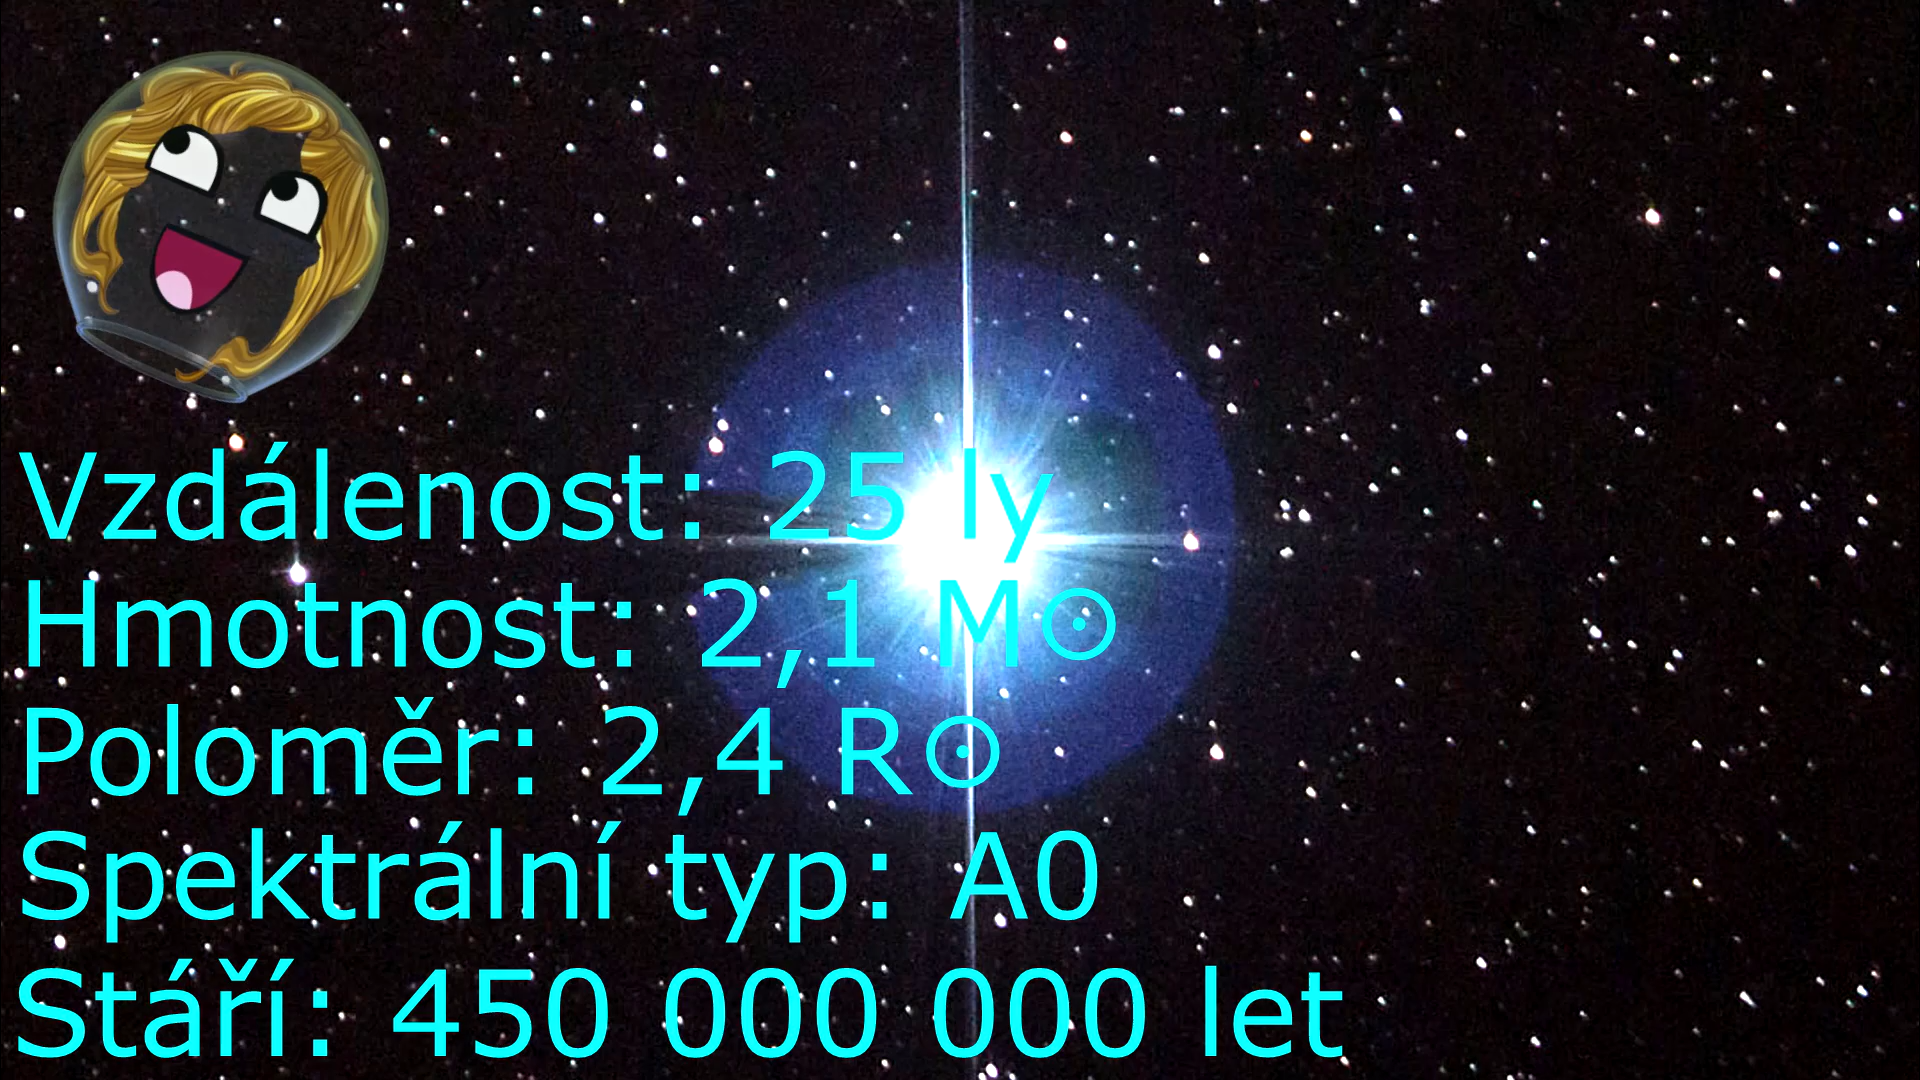 Vzdálenost: 25 ly
Hmotnost: 2,1 M☉
Poloměr: 2,4 R☉
Spektrální typ: A0
Stáří: 450 000 000 let